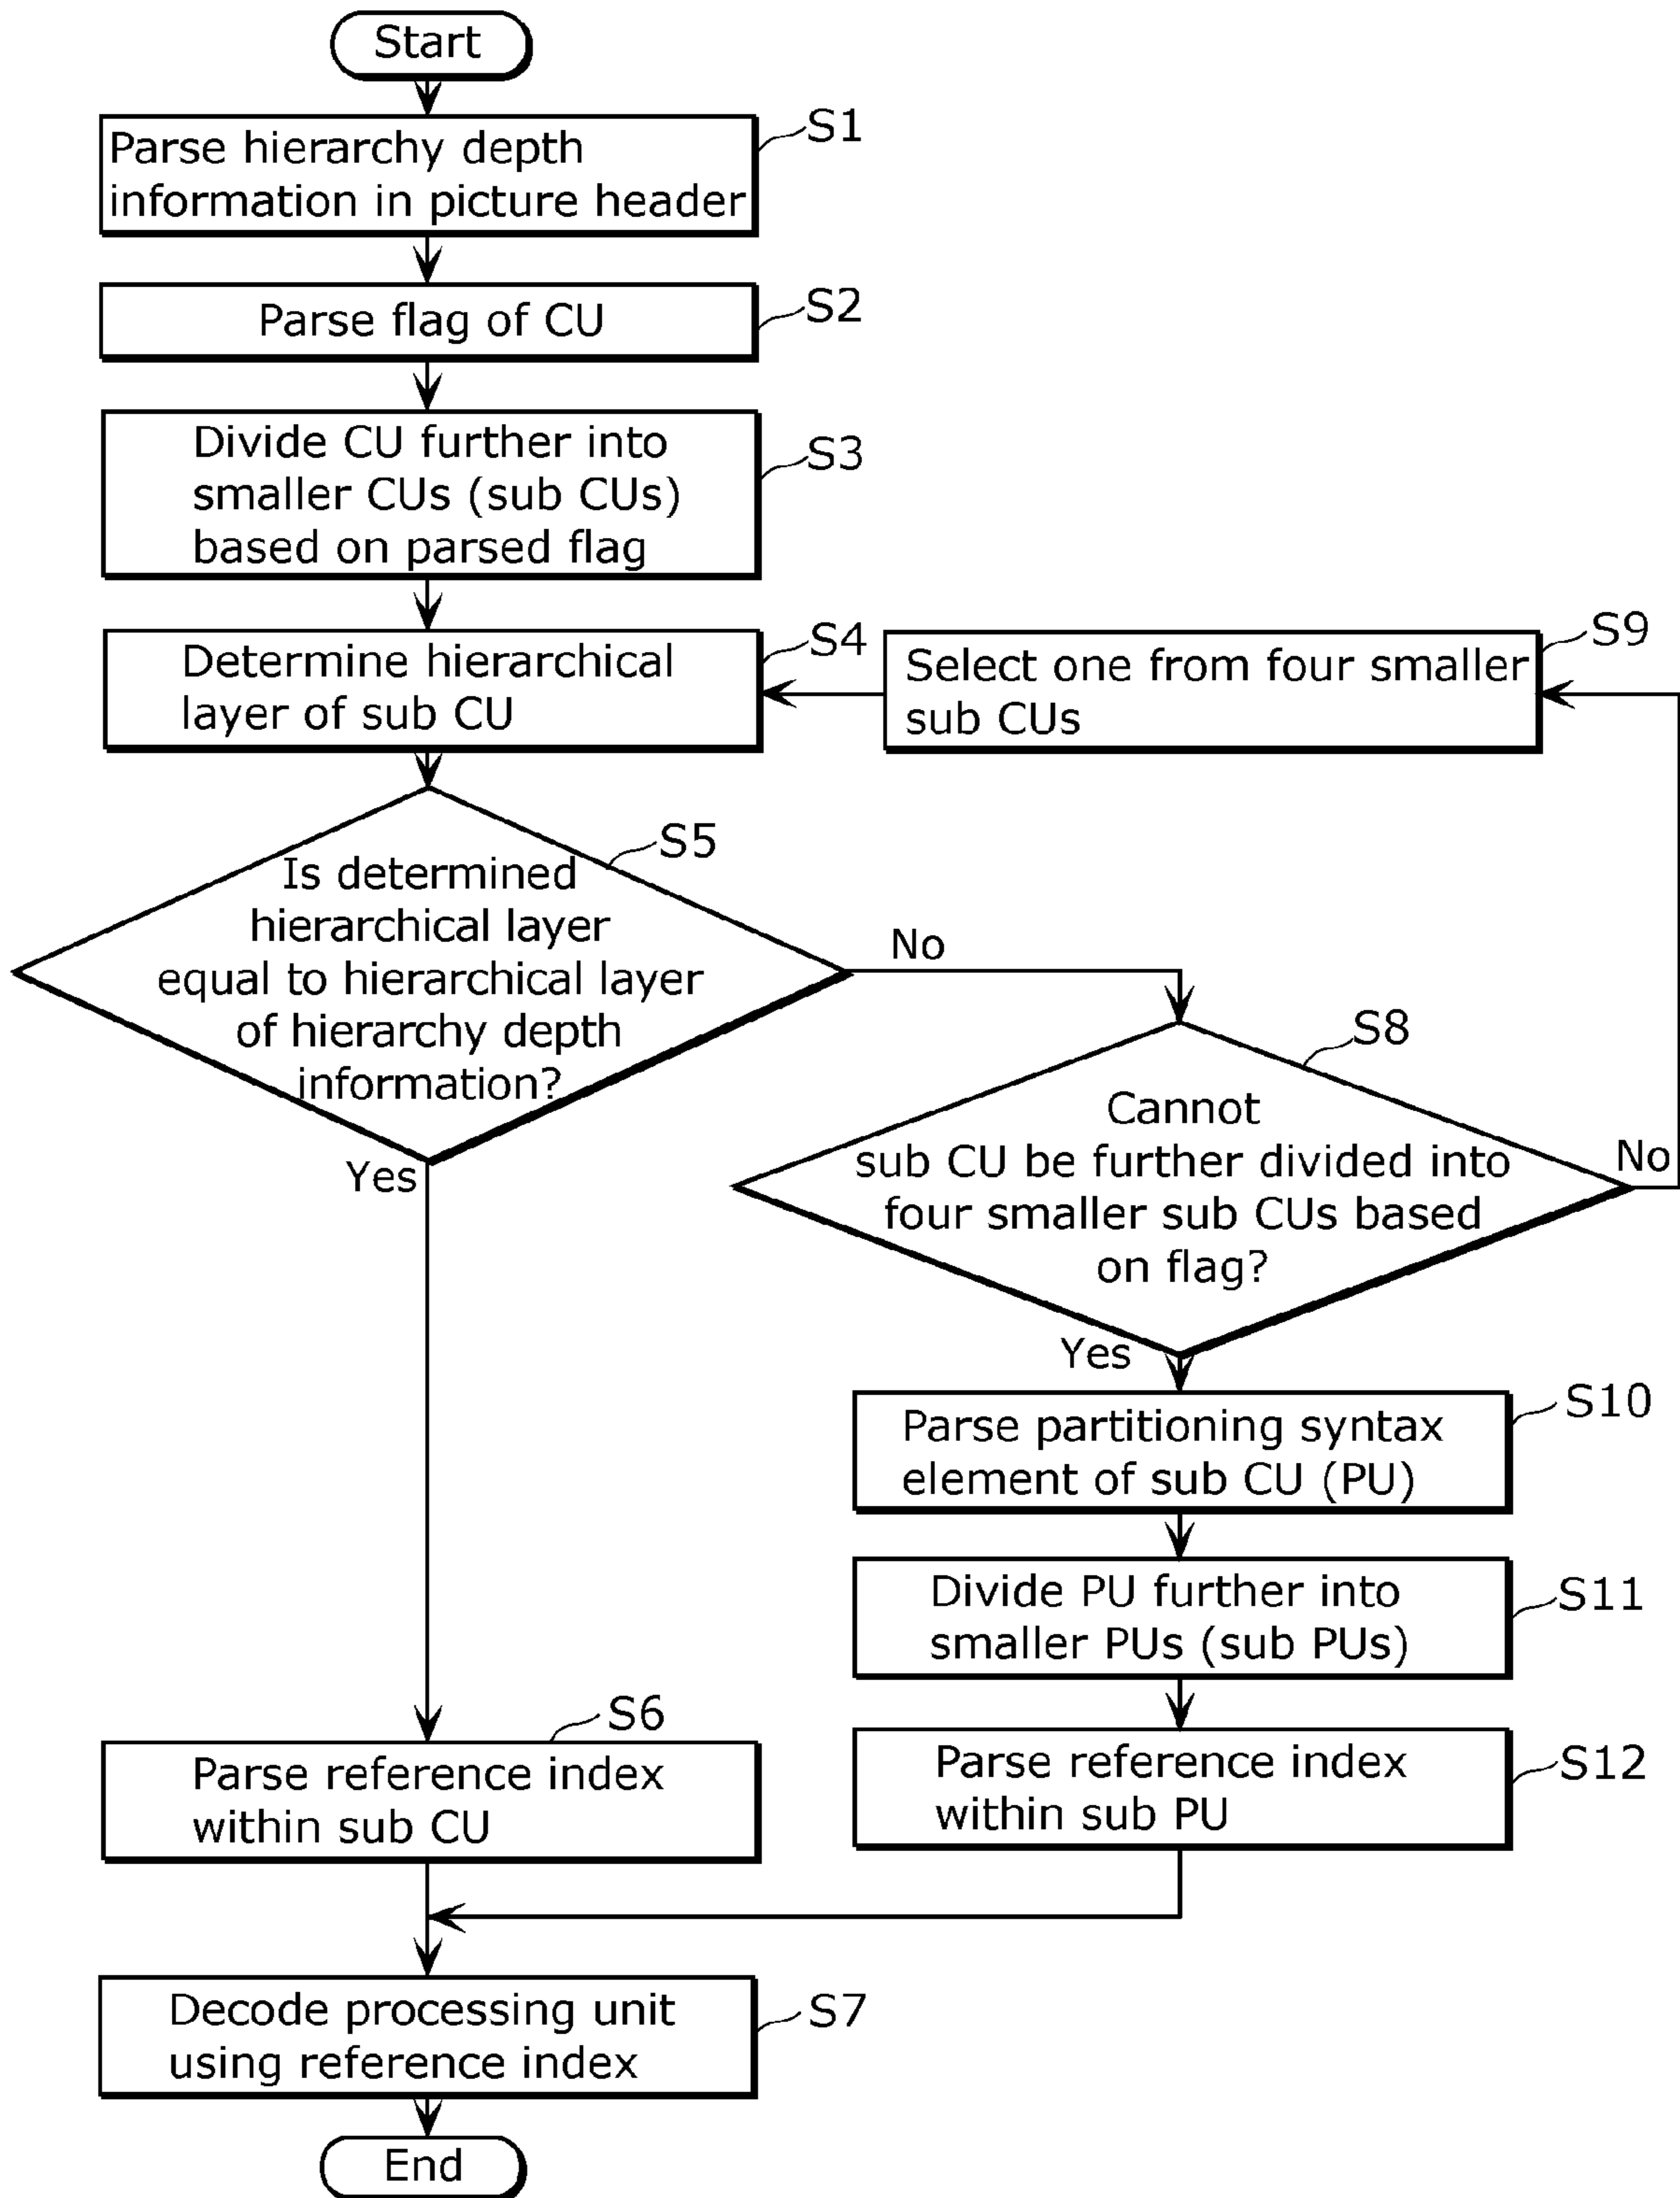 Start
Parse hierarchy depth
information in picture header
S1
Parse flag of CU
S2
Divide CU further into
smaller CUs (sub CUs)
based on parsed flag
S3
Determine hierarchical
layer of sub CU
S4
Select one from four smaller
sub CUs
S9
Is determined
hierarchical layer
equal to hierarchical layer
of hierarchy depth
information?
S5
No
Yes
Cannot
sub CU be further divided into
four smaller sub CUs based
on flag?
S8
No
Yes
Parse partitioning syntax
element of sub CU (PU)
S10
Divide PU further into
smaller PUs (sub PUs)
S11
Parse reference index
within sub CU
S6
Parse reference index
within sub PU
S12
Decode processing unit
using reference index
S7
End